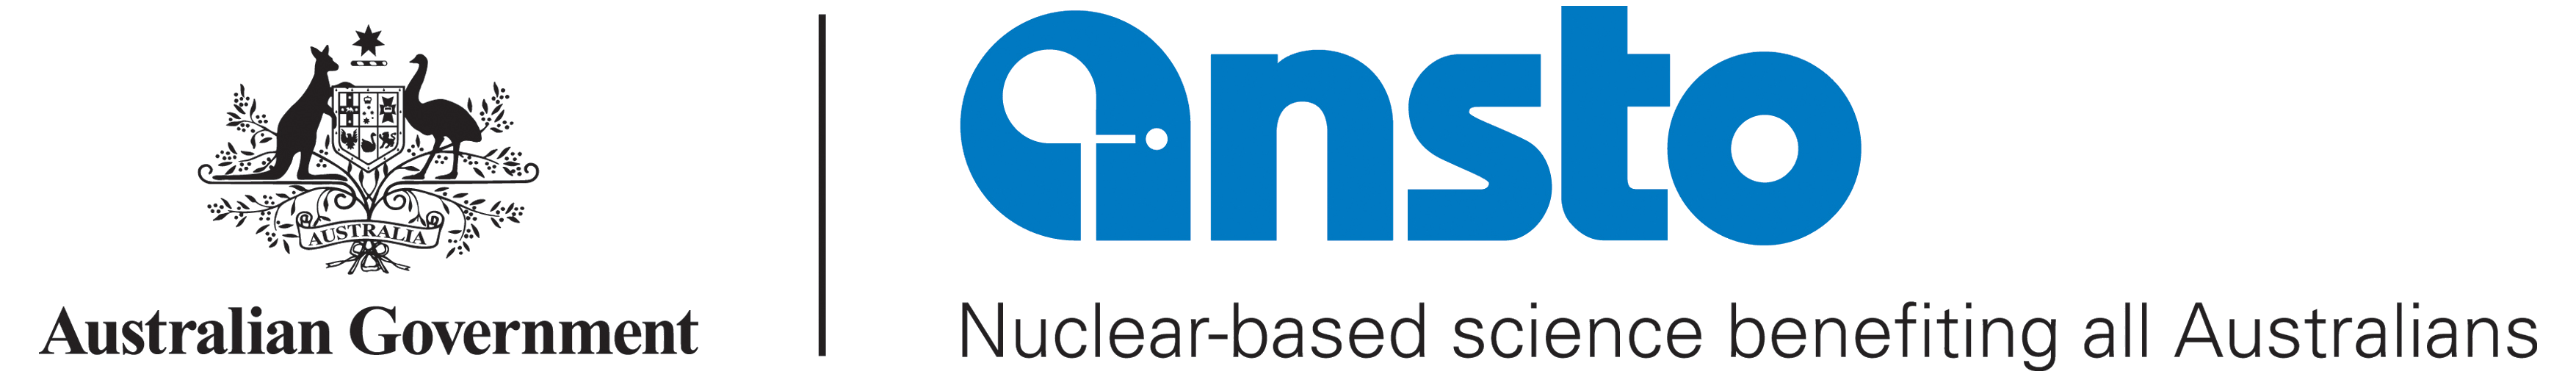 AUSTRALIA
Australian Government
ansto
Nuclear-based science benefiting all Australians